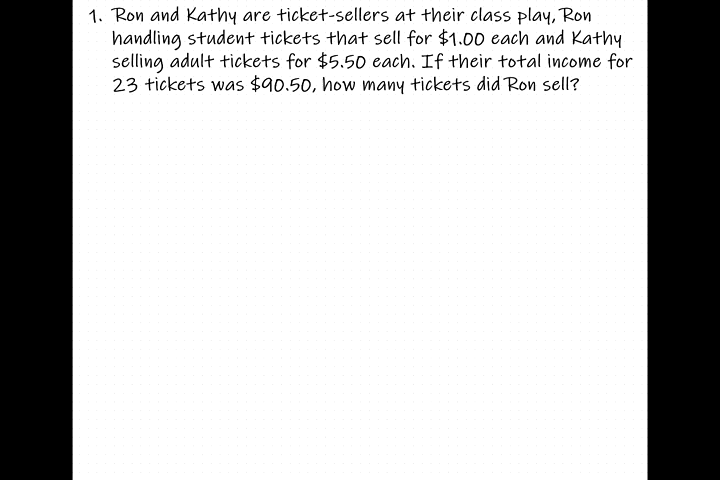 1. Ron and Kathy are ticket-sellers at their class play, Ron
handling student tickets that sell for $1.00 each and Kathy
selling adult tickets for $5.50 each. If their total income for
23 tickets was $90.50, how many tickets did Ron sell?